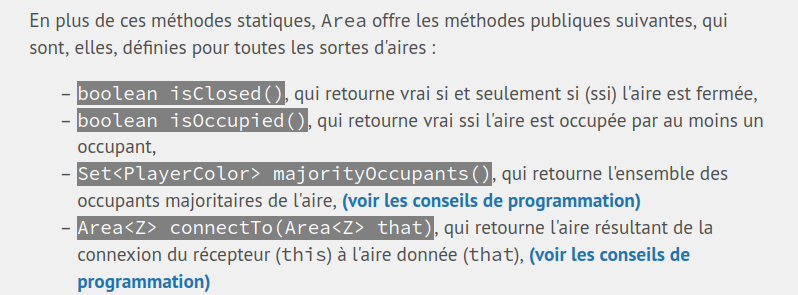 En plus de ces méthodes statiques, Area offre les méthodes publiques suivantes, qui
sont, elles, définies pour toutes les sortes d'aires :
– boolean isClosed(), qui retourne vrai si et seulement si (ssi) l'aire est fermée,
– boolean isOccupied(), qui retourne vrai ssi l'aire est occupée par au moins un
occupant,
– Set<PlayerColor> majorityOccupants(), qui retourne l'ensemble des
occupants majoritaires de l'aire, (voir les conseils de programmation)
– Area<Z> connectTo(Area<Z> that), qui retourne l'aire résultant de la
connexion du récepteur (this) à l'aire donnée (that), (voir les conseils de
programmation)